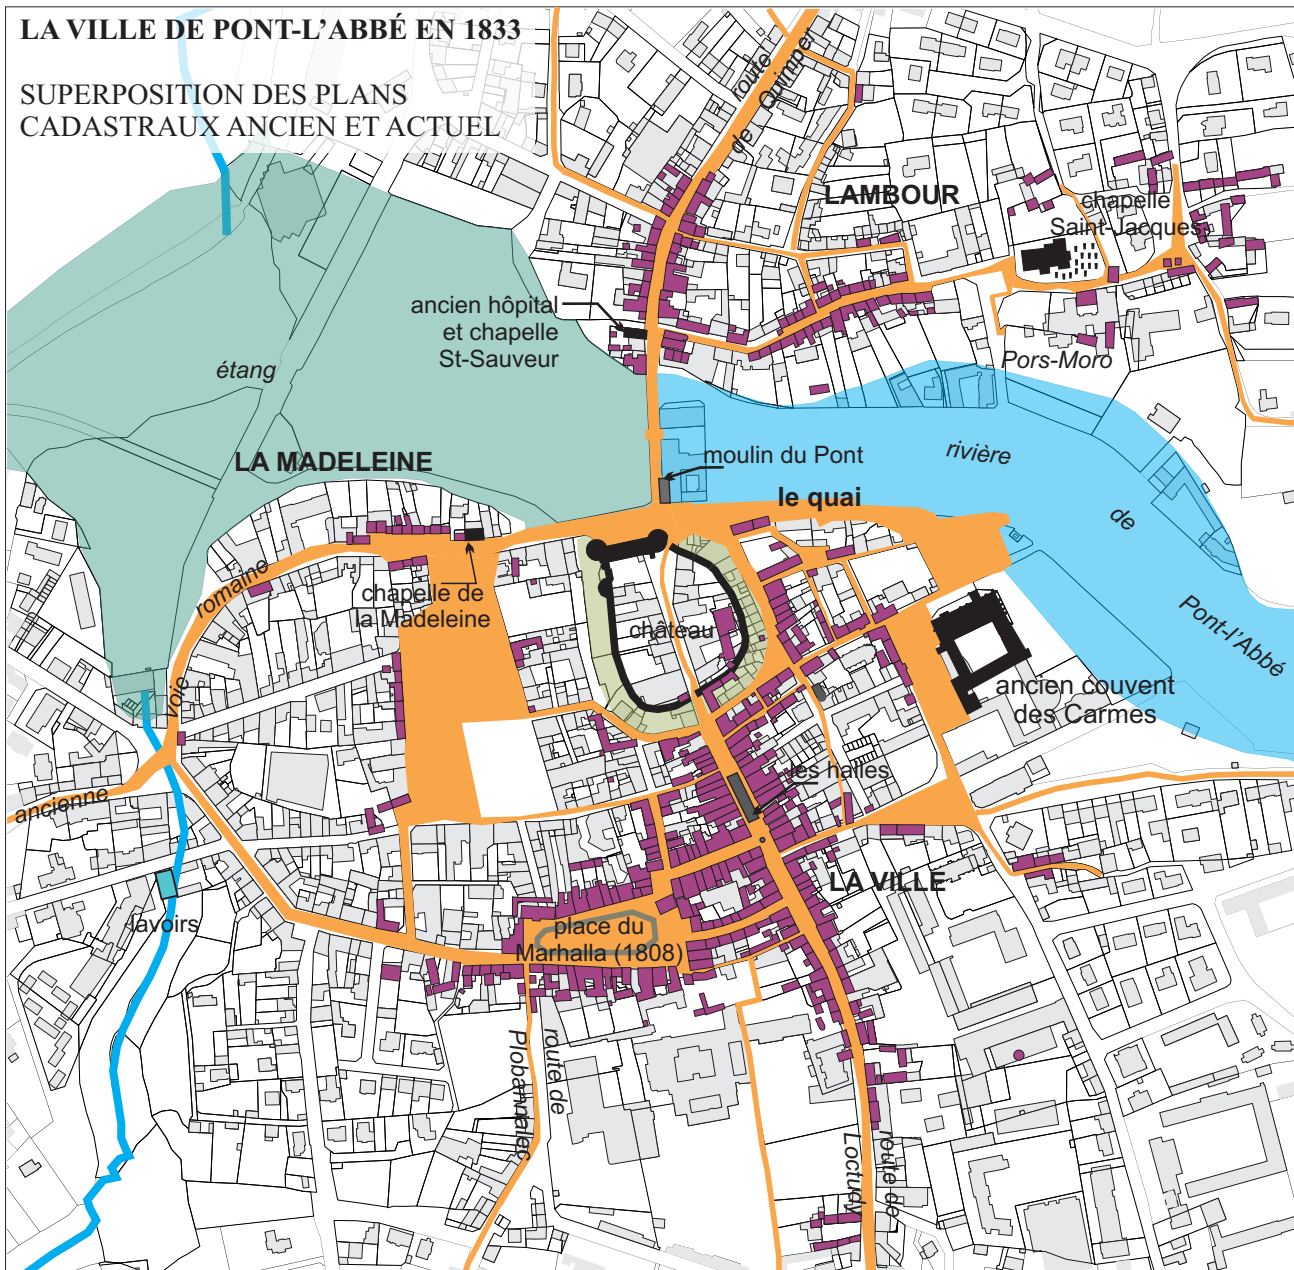 LA VILLE DE PONT-L'ABBÉ EN 1833
SUPERPOSITION DES PLANS
CADASTRAUX ANCIEN ET ACTUEL
route
de Quimper
LAMBOUR
chapelle
Saint-Jacques
ancien hôpital
et chapelle
St-Sauveur
Pors-Moro
étang
LA MADELEINE
moulin du Pont
rivière
de
Pont-l'Abbé
le quai
chapelle de
la Madeleine
château
ancien couvent
des Carmes
ancienne
voie
romaine
les halles
LA VILLE
lavoirs
place du
Marhalla (1808)
route de
Plobannalec
route de
Loctudy